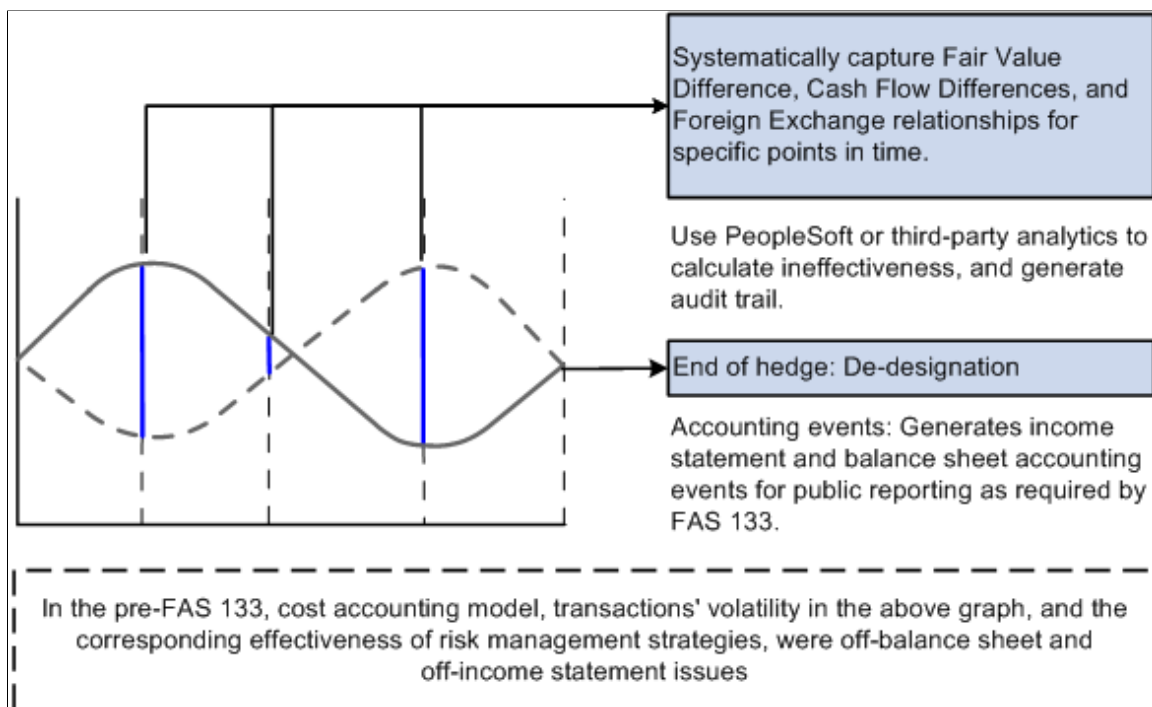 Systematically capture Fair Value
Difference, Cash Flow Differences, and
Foreign Exchange relationships for
specific points in time.
Use PeopleSoft or third-party analytics to
calculate ineffectiveness, and generate
audit trail.
End of hedge: De-designation
Accounting events: Generates income
statement and balance sheet accounting
events for public reporting as required by
FAS 133.
In the pre-FAS 133, cost accounting model, transactions' volatility in the above graph, and the
corresponding effectiveness of risk management strategies, were off-balance sheet and
off-income statement issues